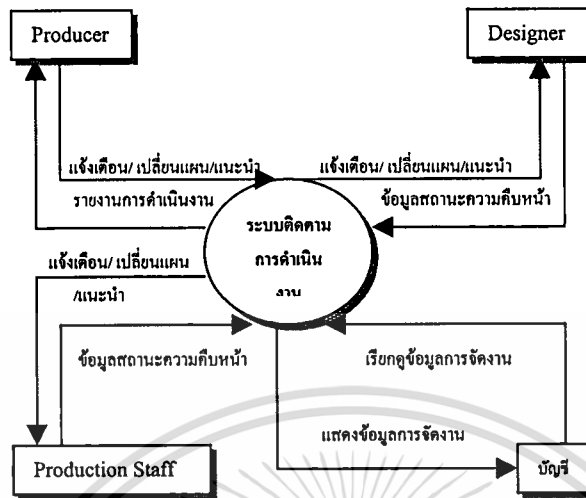 Producer
Designer
แจ้งเตือน/ เปลี่ยนแผน/แนะนำ
แจ้งเตือน/ เปลี่ยนแผน/แนะนำ
รายงานการดำเนินงาน
ข้อมูลสถานะความคืบหน้า
ระบบติดตาม
การดำเนิน
งาน
แจ้งเตือน/ เปลี่ยนแผน
/แนะนำ
ข้อมูลสถานะความคืบหน้า
เรียกดูข้อมูลการจัดงาน
แสดงข้อมูลการจัดงาน
Production Staff
บัญชี